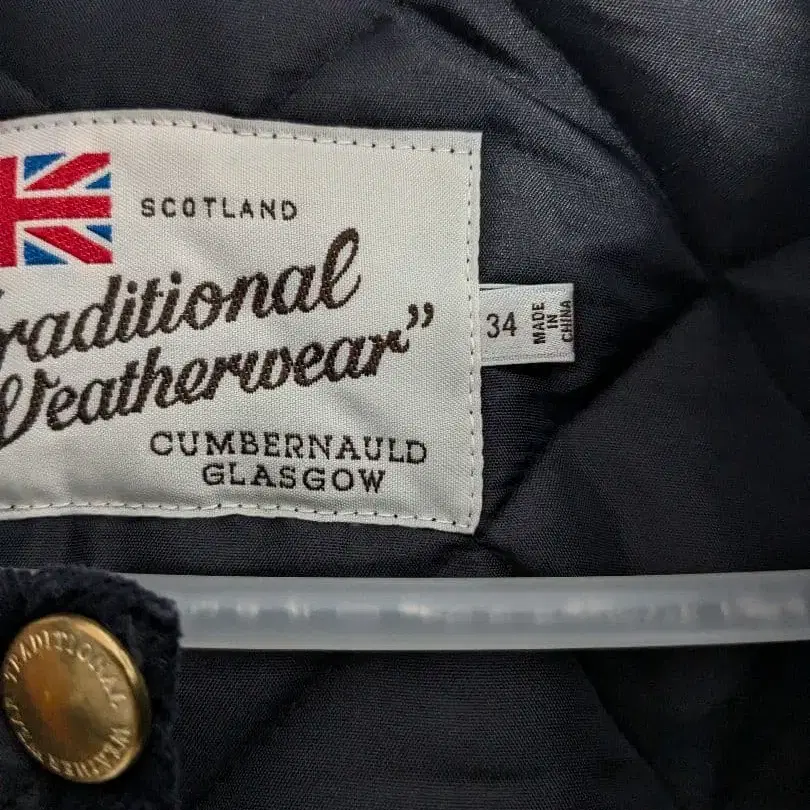 SCOTLAND
raditional
Weatherwear”
CUMBERNAULD
GLASGOW
34
MADE
IN
CHINA
TRADITIONAL WEATHERWEAR